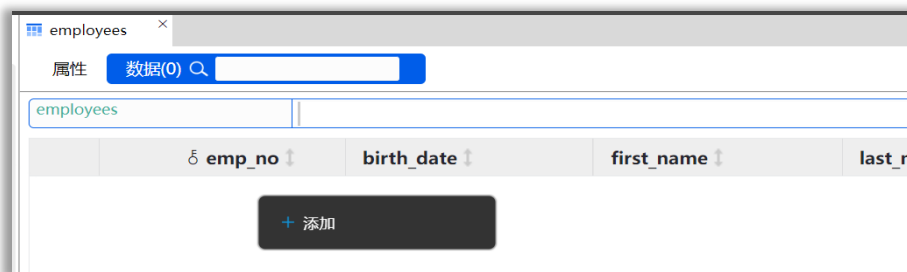 employees ×
属性 数据(0)
employees
emp_no birth_date first_name
+ 添加